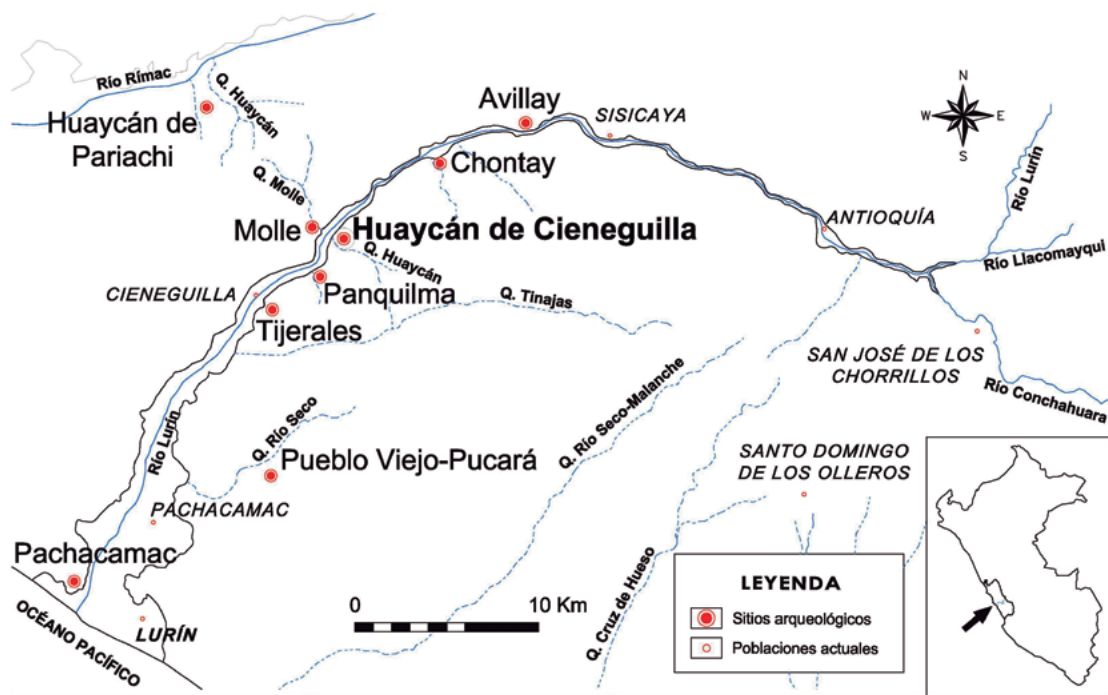 Río Rímac
Q. Huaycán
Huaycán de
Pariachi
Avillay
SISICAYA
N
W
E
S
Chontay
Q. Molle
Río Lurín
Molle
Huaycán de Cieneguilla
ANTIOQUÍA
Q. Huaycán
Río Llacomayqui
CIENEGUILLA
Panquilma
Q. Tinajas
Tijerales
SAN JOSÉ DE LOS
CHORRILLOS
Río Conchahuara
Q. Río Seco-Malanche
Río Lurín
Q. Río Seco
Pueblo Viejo-Pucará
SANTO DOMINGO
DE LOS OLLEROS
PACHACAMAC
Pachacamac
Q. Cruz de Hueso
LURÍN
OCÉANO PACÍFICO
0
10 Km
LEYENDA
Sitios arqueológicos
Poblaciones actuales